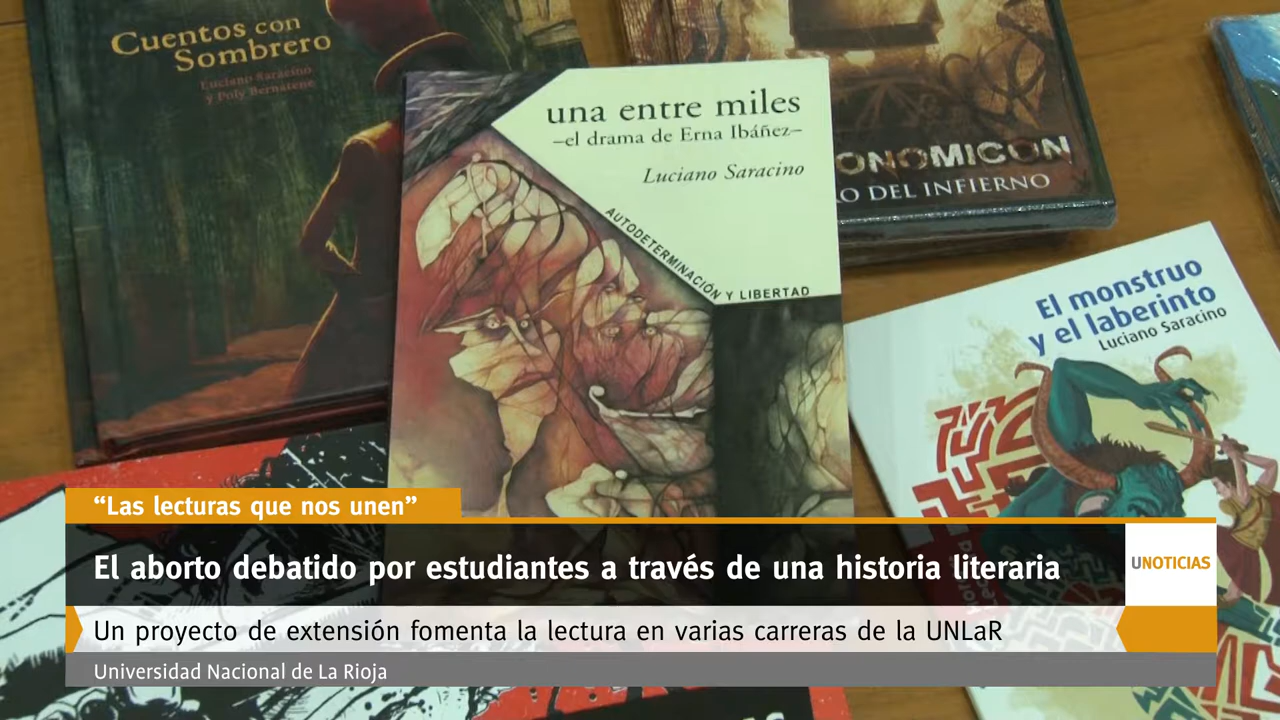 Cuentos con
Sombrero
Luciano Saracino
y Poly Bernatene
una entre miles
–el drama de Erna Ibáñez–
Luciano Saracino
AUTODETERMINACIÓN Y LIBERTAD
ONOMICON
RO DEL INFIERNO
El monstruo
y el laberinto
Luciano Saracino
“Las lecturas que nos unen”
El aborto debatido por estudiantes a través de una historia literaria
UNOTICIAS
Un proyecto de extensión fomenta la lectura en varias carreras de la UNLaR
Universidad Nacional de La Rioja